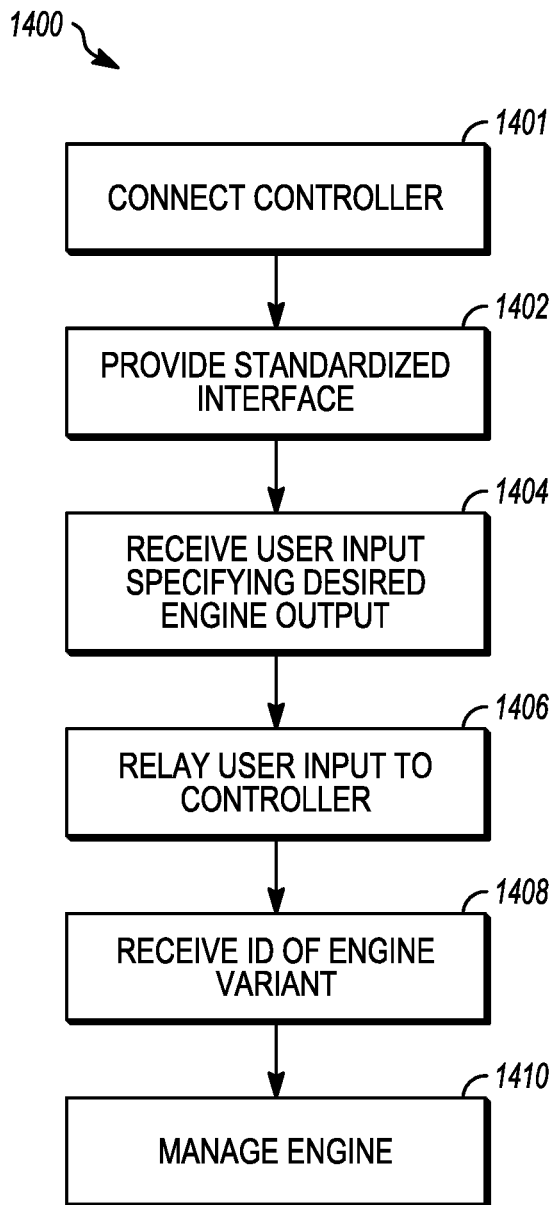 1400
1401
CONNECT CONTROLLER
1402
PROVIDE STANDARDIZED
INTERFACE
1404
RECEIVE USER INPUT
SPECIFYING DESIRED
ENGINE OUTPUT
1406
RELAY USER INPUT TO
CONTROLLER
1408
RECEIVE ID OF ENGINE
VARIANT
1410
MANAGE ENGINE